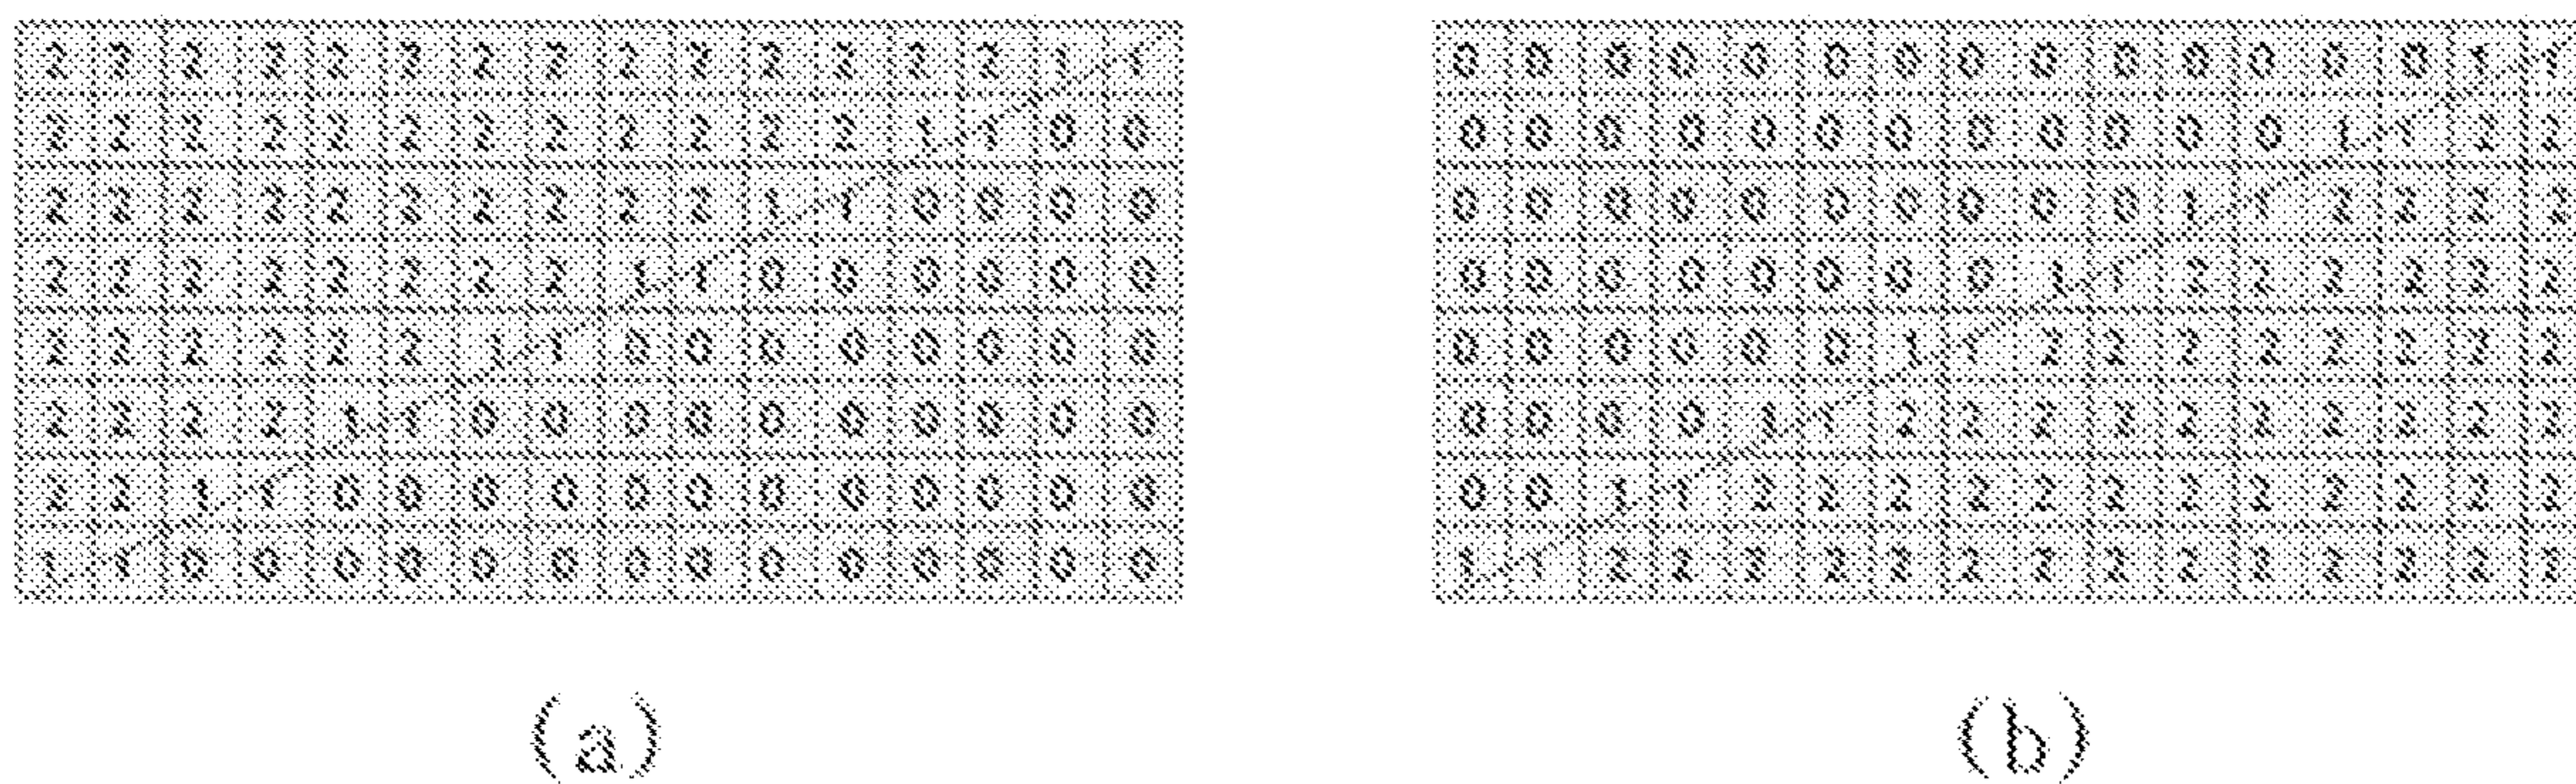 2 2 2 2 2 2 2 2 2 2 2 2 2 2 1 1
2 2 2 2 2 2 2 2 2 2 2 2 1 1 0 0
2 2 2 2 2 2 2 2 2 2 1 1 0 0 0 0
2 2 2 2 2 2 2 2 1 1 0 0 0 0 0 0
2 2 2 2 2 2 1 1 0 0 0 0 0 0 0 0
2 2 2 2 1 1 0 0 0 0 0 0 0 0 0 0
2 2 1 1 0 0 0 0 0 0 0 0 0 0 0 0
1 1 0 0 0 0 0 0 0 0 0 0 0 0 0 0
(a)
0 0 0 0 0 0 0 0 0 0 0 0 0 0 1 1
0 0 0 0 0 0 0 0 0 0 0 0 1 1 2 2
0 0 0 0 0 0 0 0 0 0 1 1 2 2 2 2
0 0 0 0 0 0 0 0 1 1 2 2 2 2 2 2
0 0 0 0 0 0 1 1 2 2 2 2 2 2 2 2
0 0 0 0 1 1 2 2 2 2 2 2 2 2 2 2
0 0 1 1 2 2 2 2 2 2 2 2 2 2 2 2
1 1 2 2 2 2 2 2 2 2 2 2 2 2 2 2
(b)